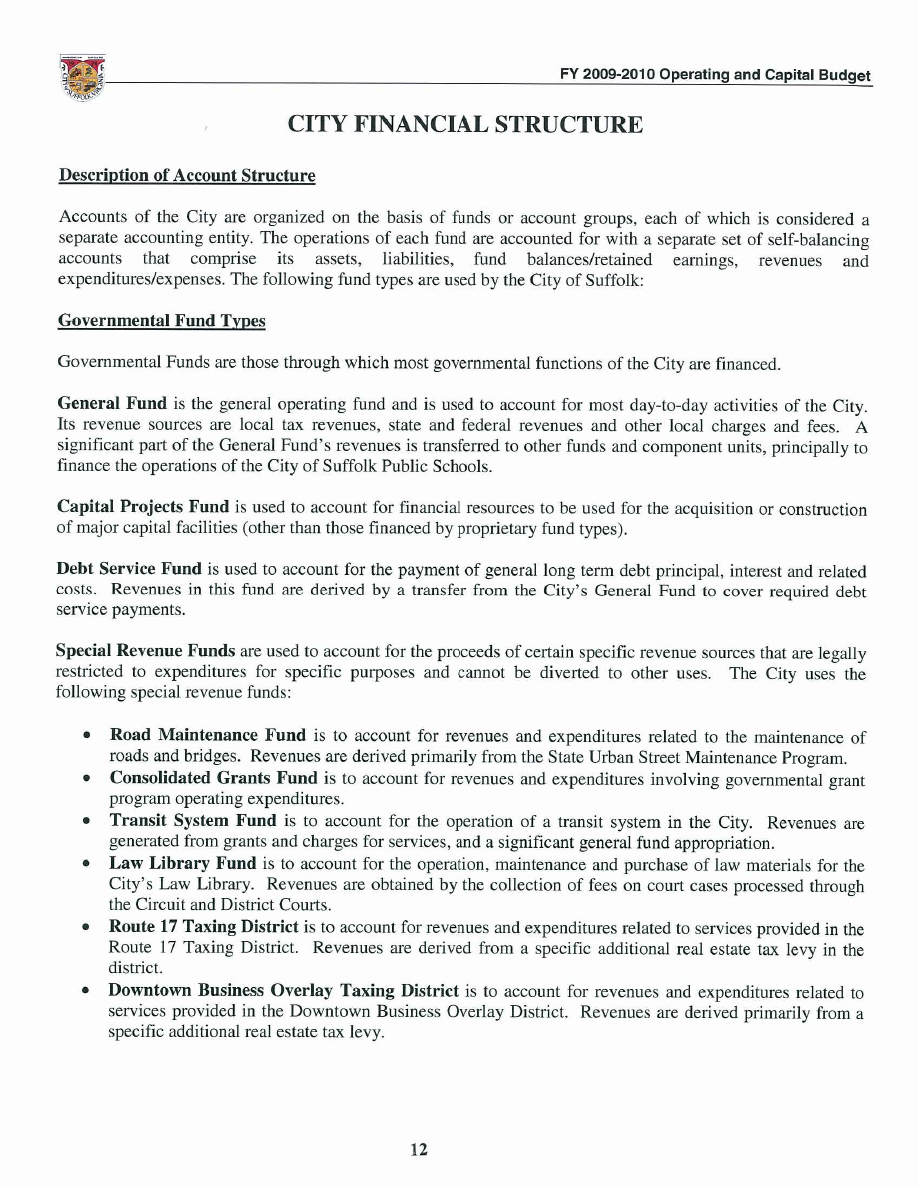 FY 2009-2010 Operating and Capital Budget
CITY FINANCIAL STRUCTURE
Description of Account Structure
Accounts of the City are organized on the basis of funds or account groups, each of which is considered a
separate accounting entity. The operations of each fund are accounted for with a separate set of self-balancing
accounts that comprise its assets, liabilities, fund balances/retained earnings, revenues and
expenditures/expenses. The following fund types are used by the City of Suffolk:
Governmental Fund Types
Governmental Funds are those through which most governmental functions of the City are financed.
General Fund is the general operating fund and is used to account for most day-to-day activities of the City.
Its revenue sources are local tax revenues, state and federal revenues and other local charges and fees. A
significant part of the General Fund's revenues is transferred to other funds and component units, principally to
finance the operations of the City of Suffolk Public Schools.
Capital Projects Fund is used to account for financial resources to be used for the acquisition or construction
of major capital facilities (other than those financed by proprietary fund types).
Debt Service Fund is used to account for the payment of general long term debt principal, interest and related
costs. Revenues in this fund are derived by a transfer from the City's General Fund to cover required debt
service payments.
Special Revenue Funds are used to account for the proceeds of certain specific revenue sources that are legally
restricted to expenditures for specific purposes and cannot be diverted to other uses. The City uses the
following special revenue funds:
• Road Maintenance Fund is to account for revenues and expenditures related to the maintenance of
roads and bridges. Revenues are derived primarily from the State Urban Street Maintenance Program.
• Consolidated Grants Fund is to account for revenues and expenditures involving governmental grant
program operating expenditures.
• Transit System Fund is to account for the operation of a transit system in the City. Revenues are
generated from grants and charges for services, and a significant general fund appropriation.
• Law Library Fund is to account for the operation, maintenance and purchase of law materials for the
City's Law Library. Revenues are obtained by the collection of fees on court cases processed through
the Circuit and District Courts.
• Route 17 Taxing District is to account for revenues and expenditures related to services provided in the
Route 17 Taxing District. Revenues are derived from a specific additional real estate tax levy in the
district.
• Downtown Business Overlay Taxing District is to account for revenues and expenditures related to
services provided in the Downtown Business Overlay District. Revenues are derived primarily from a
specific additional real estate tax levy.
12